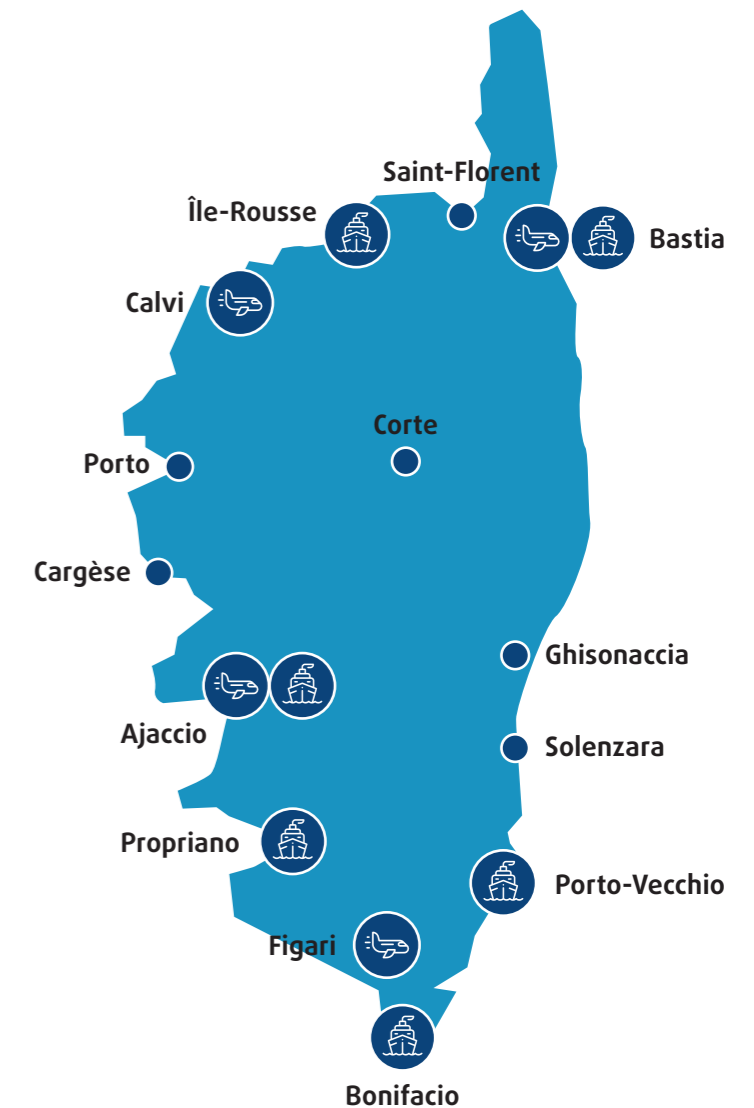 Saint-Florent
Île-Rousse
Bastia
Calvi
Corte
Porto
Cargèse
Ghisonaccia
Ajaccio
Solenzara
Propriano
Porto-Vecchio
Figari
Bonifacio